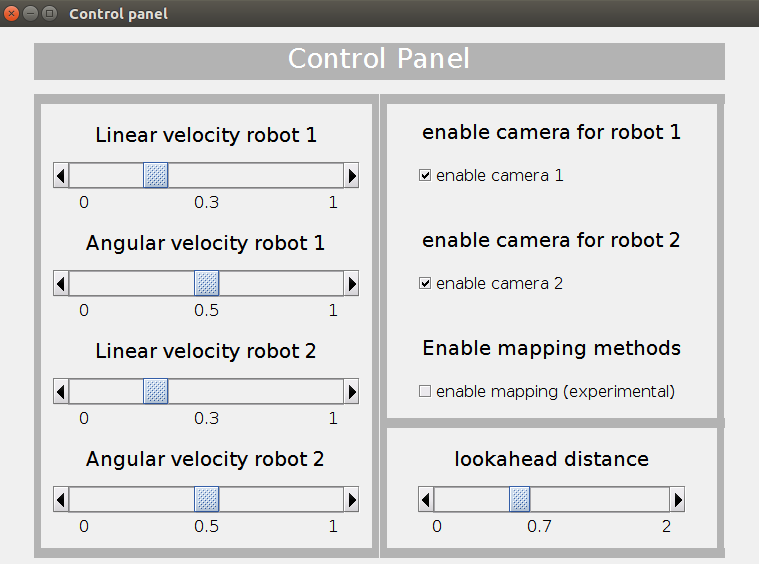 Control panel
Control Panel
Linear velocity robot 1
0 0.3 1
Angular velocity robot 1
0 0.5 1
Linear velocity robot 2
0 0.3 1
Angular velocity robot 2
0 0.5 1
enable camera for robot 1
enable camera 1
enable camera for robot 2
enable camera 2
Enable mapping methods
enable mapping (experimental)
lookahead distance
0 0.7 2